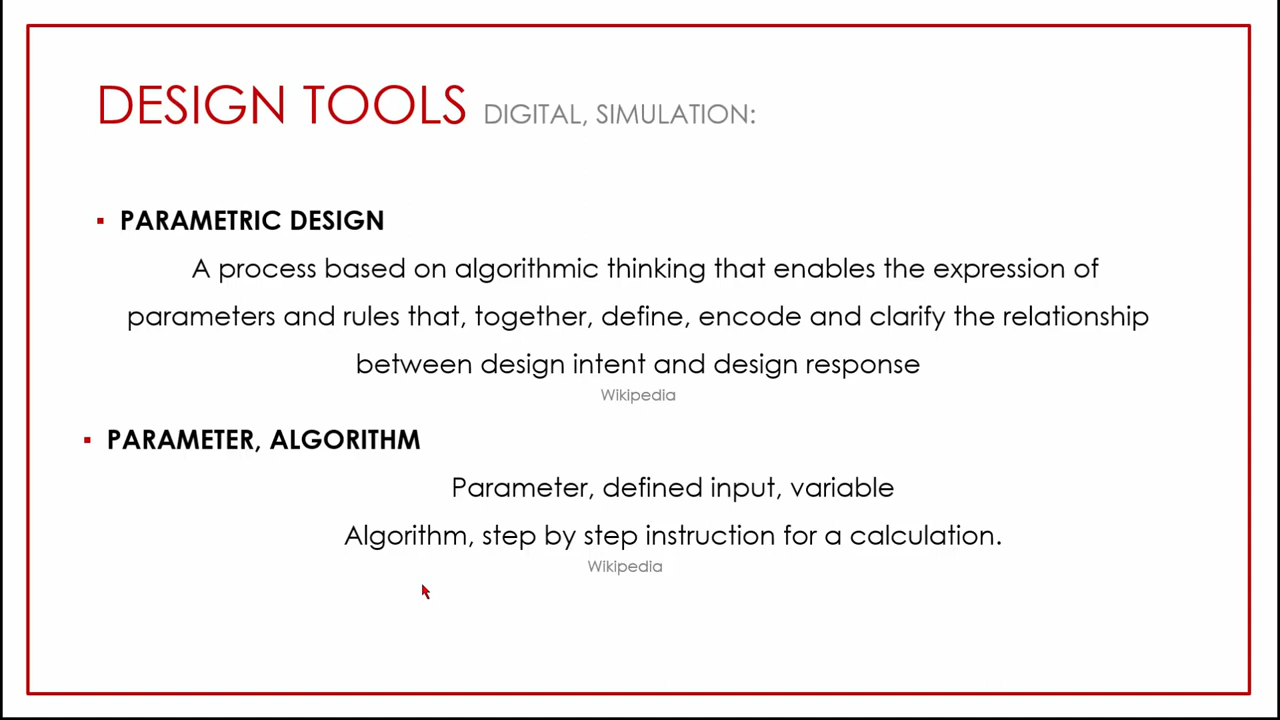 DESIGN TOOLS DIGITAL, SIMULATION:
▪ PARAMETRIC DESIGN
A process based on algorithmic thinking that enables the expression of
parameters and rules that, together, define, encode and clarify the relationship
between design intent and design response
Wikipedia
▪ PARAMETER, ALGORITHM
Parameter, defined input, variable
Algorithm, step by step instruction for a calculation.
Wikipedia